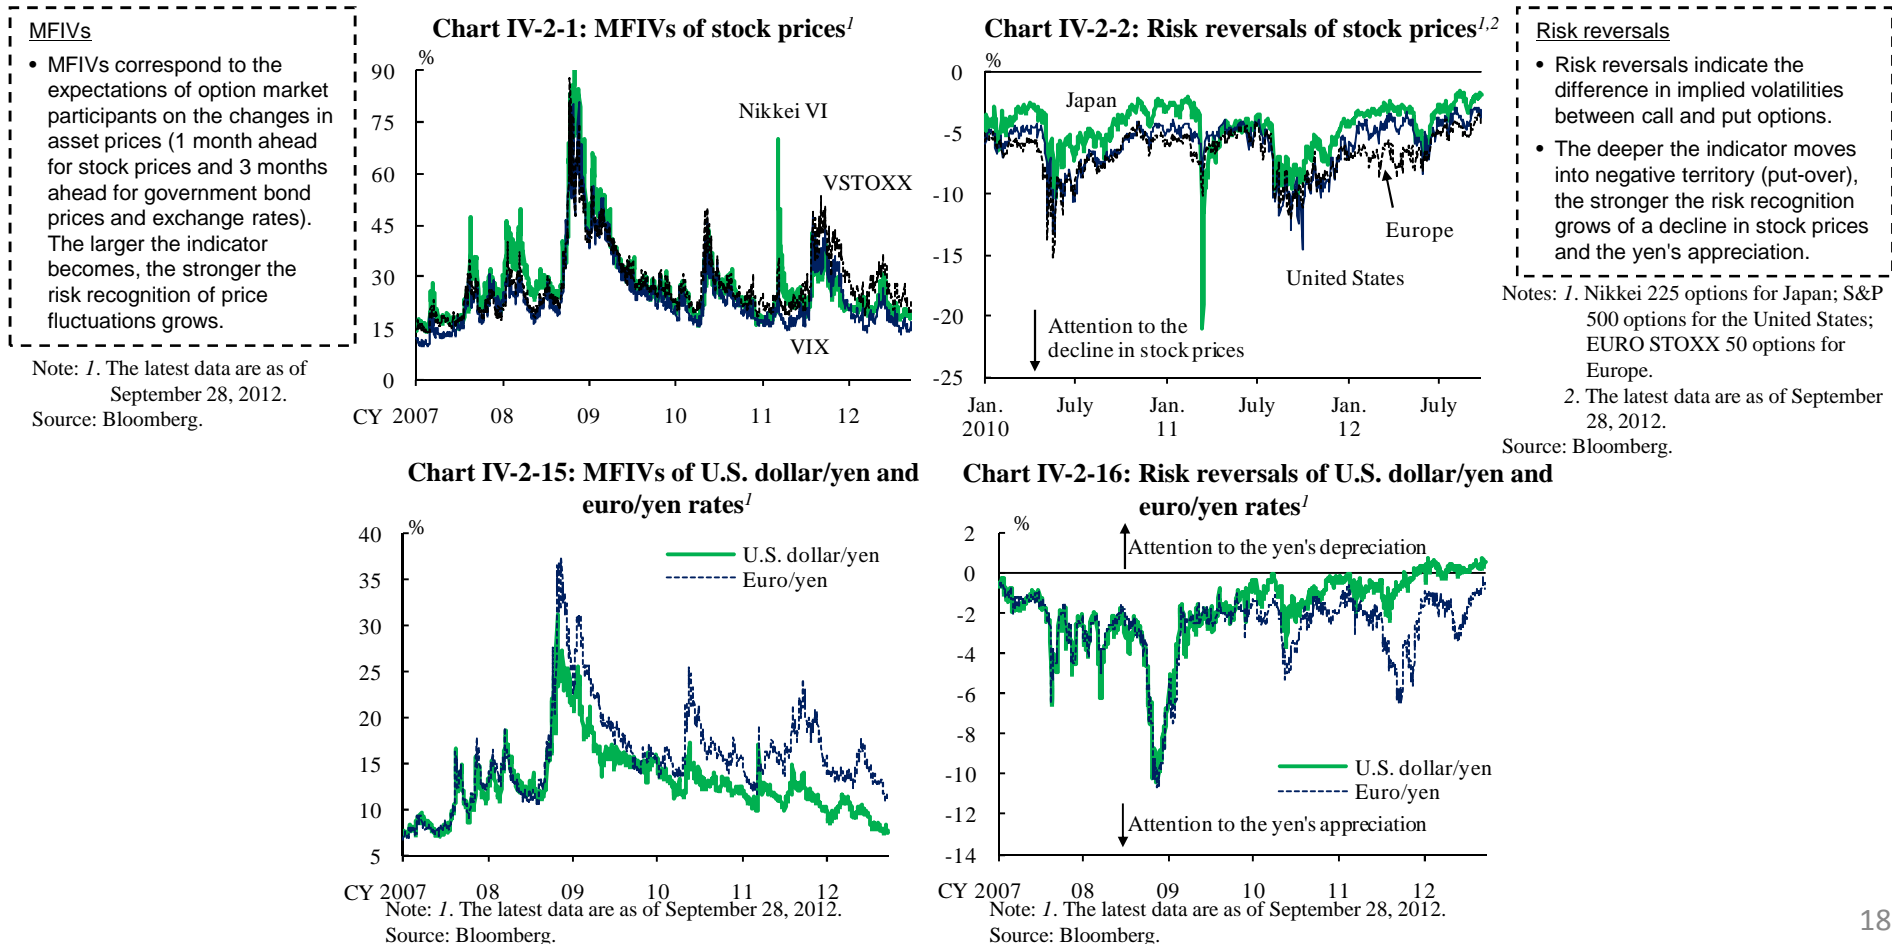 MFIVs
• MFIVs correspond to the
expectations of option market
participants on the changes in
asset prices (1 month ahead
for stock prices and 3 months
ahead for government bond
prices and exchange rates).
The larger the indicator
becomes, the stronger the
risk recognition of price
fluctuations grows.
Note: 1. The latest data are as of
September 28, 2012.
Source: Bloomberg.
Chart IV-2-1: MFIVs of stock prices1
%
90
75
60
45
30
15
0
Nikkei VI
VSTOXX
VIX
CY 2007 08 09 10 11 12
Chart IV-2-2: Risk reversals of stock prices1,2
%
0
-5
-10
-15
-20
-25
Japan
Europe
United States
Attention to the
decline in stock prices
Jan. July Jan. July Jan. July
2010 11 12
Risk reversals
• Risk reversals indicate the
difference in implied volatilities
between call and put options.
• The deeper the indicator moves
into negative territory (put-over),
the stronger the risk recognition
grows of a decline in stock prices
and the yen's appreciation.
Notes: 1. Nikkei 225 options for Japan; S&P
500 options for the United States;
EURO STOXX 50 options for
Europe.
2. The latest data are as of September
28, 2012.
Source: Bloomberg.
Chart IV-2-15: MFIVs of U.S. dollar/yen and
euro/yen rates1
%
40
35
30
25
20
15
10
5
U.S. dollar/yen
Euro/yen
CY 2007 08 09 10 11 12
Note: 1. The latest data are as of September 28, 2012.
Source: Bloomberg.
Chart IV-2-16: Risk reversals of U.S. dollar/yen and
euro/yen rates1
%
2
0
-2
-4
-6
-8
-10
-12
-14
Attention to the yen's depreciation
U.S. dollar/yen
Euro/yen
Attention to the yen's appreciation
CY 2007 08 09 10 11 12
Note: 1. The latest data are as of September 28, 2012.
Source: Bloomberg.
18